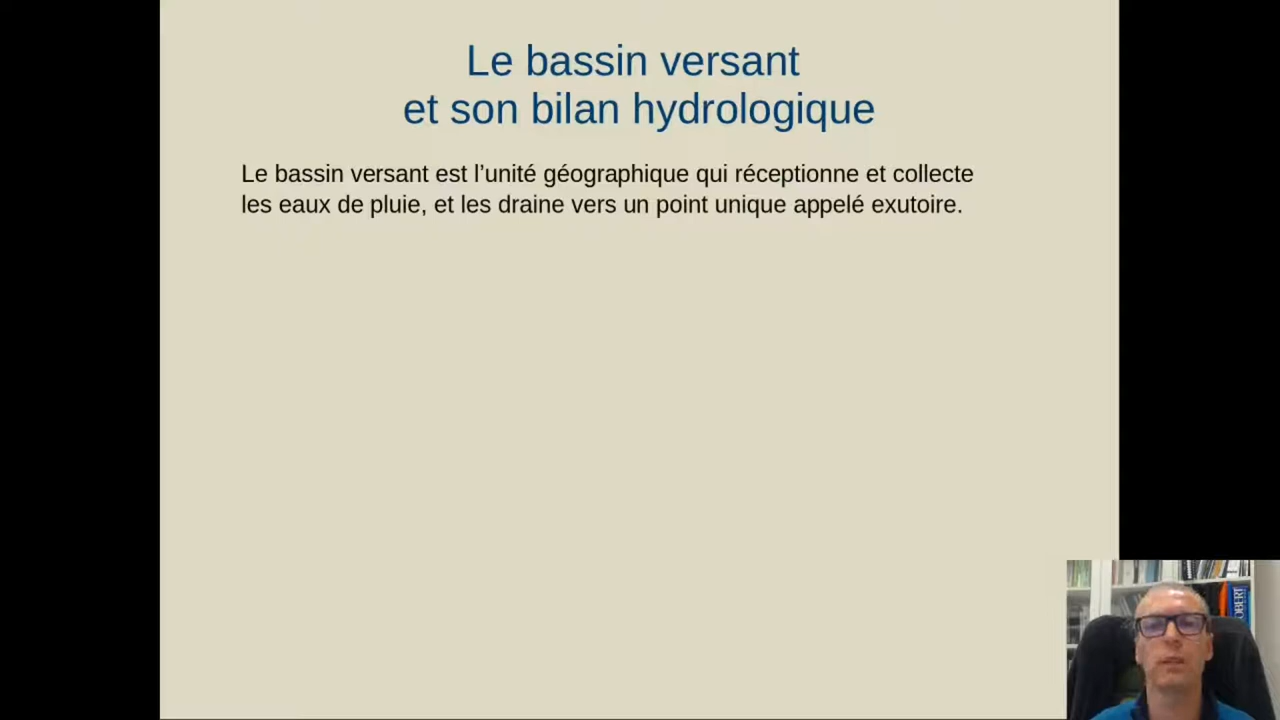 Le bassin versant
et son bilan hydrologique
Le bassin versant est l’unité géographique qui réceptionne et collecte
les eaux de pluie, et les draine vers un point unique appelé exutoire.
OBERT